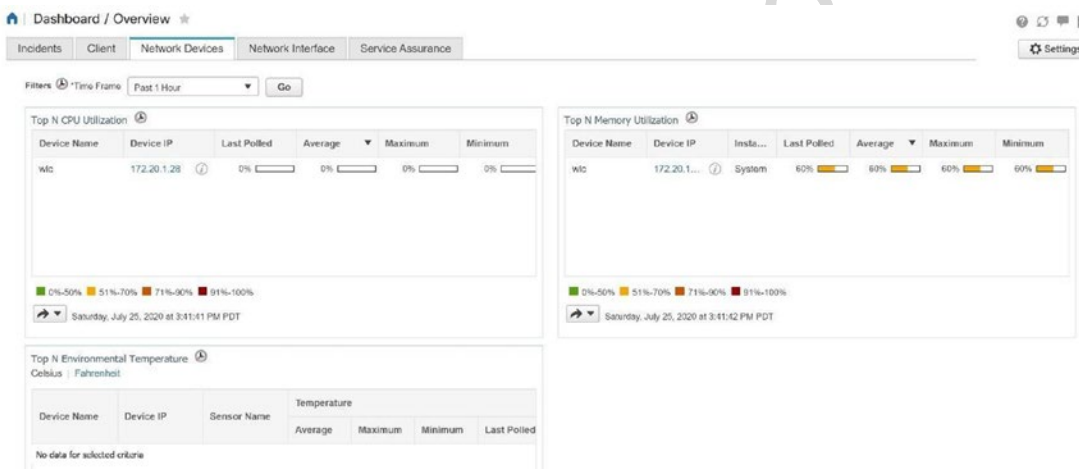 Dashboard / Overview
Incidents Client Network Devices Network Interface Service Assurance
Settings
Filters *Time Frame Past 1 Hour Go
Top N CPU Utilization
Device Name Device IP Last Polled Average Maximum Minimum
wlc 172.20.1.28 0% 0% 0% 0%
0%-50% 51%-70% 71%-90% 91%-100%
Saturday, July 25, 2020 at 3:41:41 PM PDT
Top N Memory Utilization
Device Name Device IP Insta... Last Polled Average Maximum Minimum
wlc 172.20.1... System 60% 60% 60% 60%
0%-50% 51%-70% 71%-90% 91%-100%
Saturday, July 25, 2020 at 3:41:42 PM PDT
Top N Environmental Temperature
Celsius | Fahrenheit
Device Name Device IP Sensor Name Temperature
Average Maximum Minimum Last Polled
No data for selected criteria